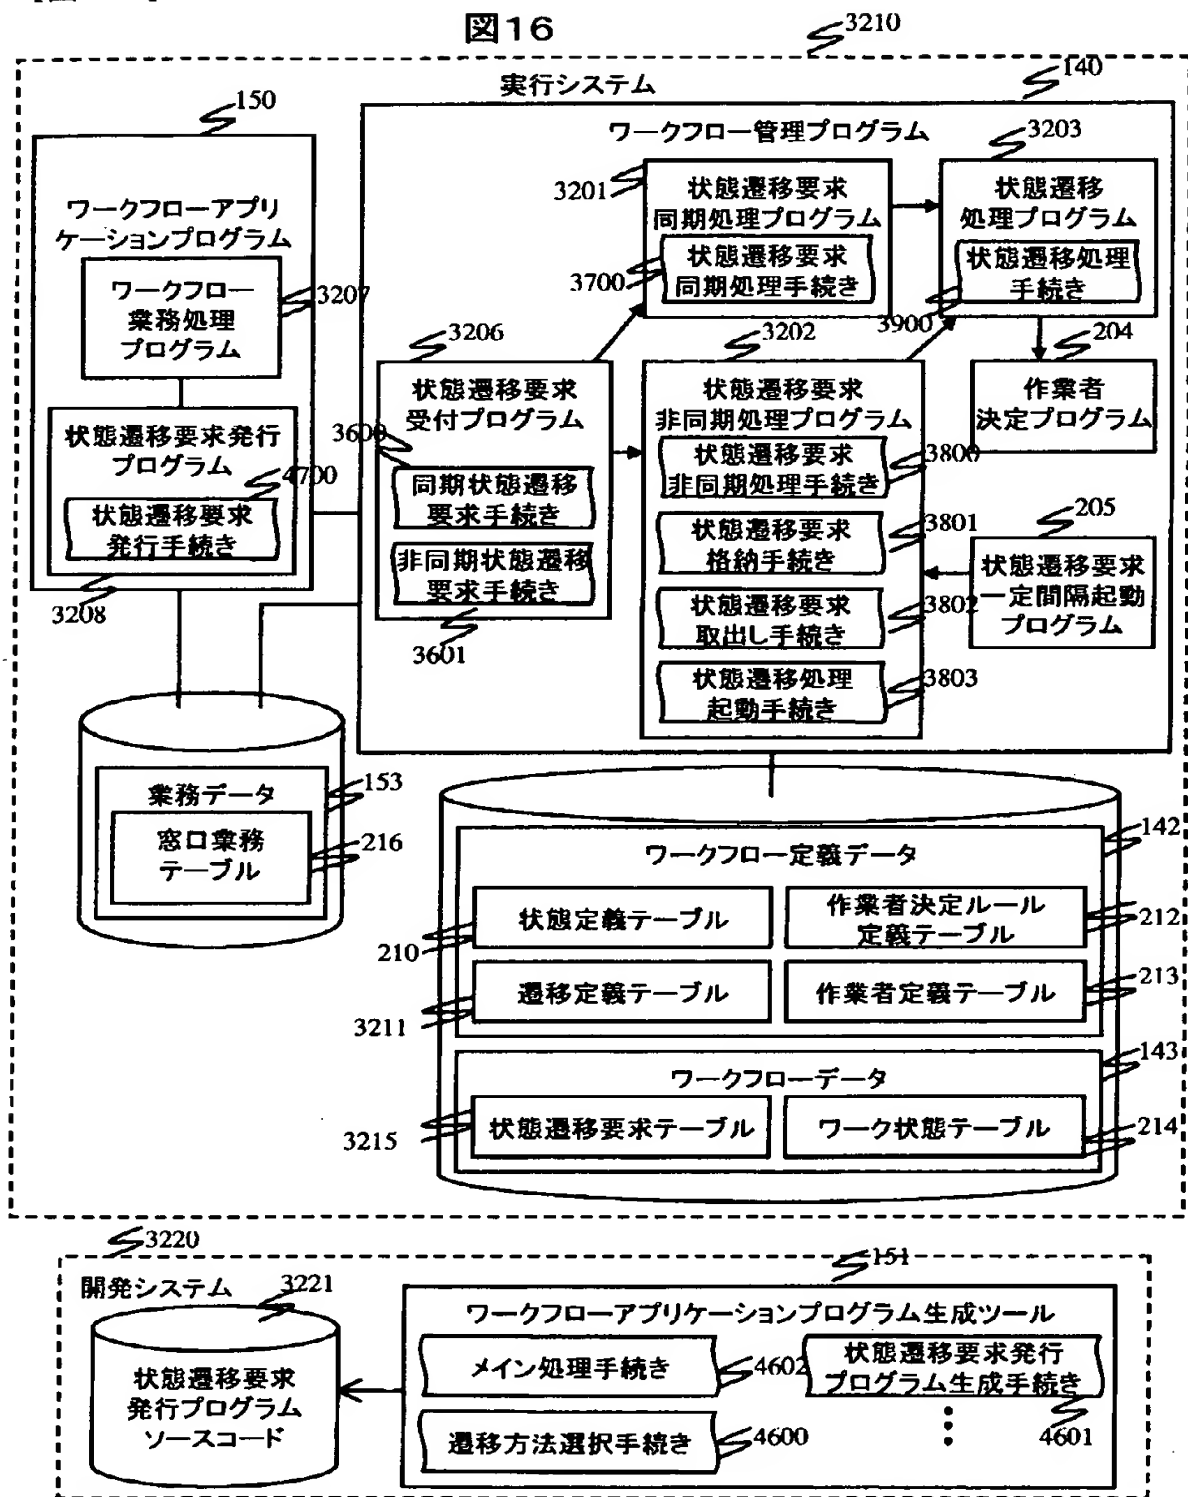 図16
3210
実行システム
140
150
ワークフロー管理プログラム
ワークフローアプリ
ケーションプログラム
ワークフロー
業務処理
プログラム
3207
状態遷移要求発行
プログラム
4700
状態遷移要求
発行手続き
3208
3201
状態遷移要求
同期処理プログラム
3700
状態遷移要求
同期処理手続き
3203
状態遷移
処理プログラム
状態遷移処理
手続き
3900
3206
状態遷移要求
受付プログラム
3600
同期状態遷移
要求手続き
非同期状態遷移
要求手続き
3601
3202
状態遷移要求
非同期処理プログラム
状態遷移要求
非同期処理手続き
3800
状態遷移要求
格納手続き
3801
状態遷移要求
取出し手続き
3802
状態遷移処理
起動手続き
3803
204
作業者
決定プログラム
205
状態遷移要求
一定間隔起動
プログラム
業務データ
153
窓口業務
テーブル
216
142
ワークフロー定義データ
状態定義テーブル
210
作業者決定ルール
定義テーブル
212
遷移定義テーブル
3211
作業者定義テーブル
213
143
ワークフローデータ
状態遷移要求テーブル
3215
ワーク状態テーブル
214
3220
開発システム
3221
状態遷移要求
発行プログラム
ソースコード
151
ワークフローアプリケーションプログラム生成ツール
メイン処理手続き
4602
状態遷移要求発行
プログラム生成手続き
4601
遷移方法選択手続き
4600